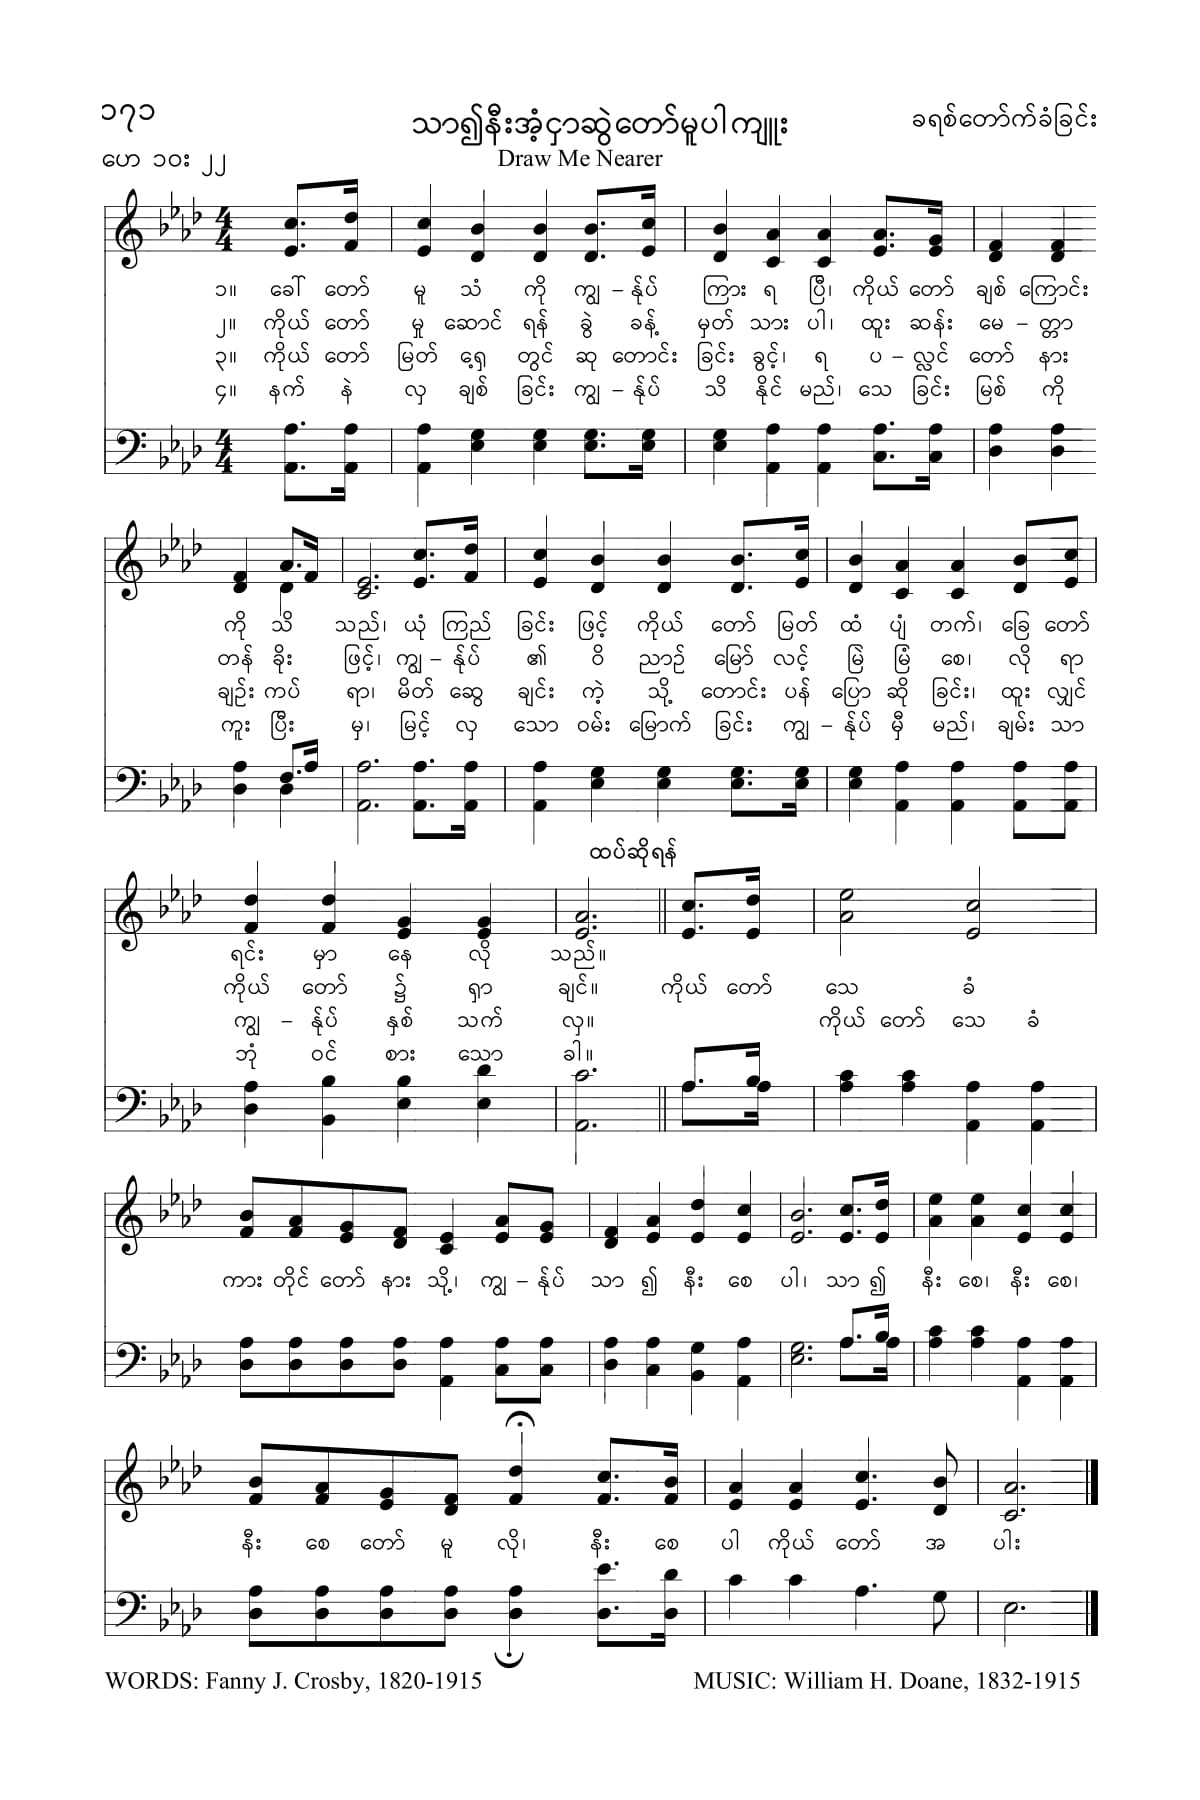 ၁၇၁
သာ၍နီးအံ့ငှာဆွဲတော်မူပါကျူး
ခရစ်တော်က်ခံခြင်း
ဟေ ၁၀း ၂၂
Draw Me Nearer
၁။ ခေါ် တော် မူ သံ ကို ကျွ – န်ုပ် ကြား ရ ပြီ၊ ကိုယ် တော် ချစ် ကြောင်း
၂။ ကိုယ် တော် မှု ဆောင် ရန် ခွဲ ခန့် မှတ် သား ပါ၊ ထူး ဆန်း မေ – တ္တာ
၃။ ကိုယ် တော် မြတ် ရှေ့ တွင် ဆု တောင်း ခြင်း ခွင့်၊ ရ ပ – လ္လင် တော် နား
၄။ နက် နဲ လှ ချစ် ခြင်း ကျွ – န်ုပ် သိ နိုင် မည်၊ သေ ခြင်း မြစ် ကို
ကို သိ သည်၊ ယုံ ကြည် ခြင်း ဖြင့် ကိုယ် တော် မြတ် ထံ ပျံ တက်၊ ခြေ တော်
တန် ခိုး ဖြင့်၊ ကျွ – န်ုပ် ၏ ဝိ ညာဉ် မြော် လင့် မြဲ မြံ စေ၊ လို ရာ
ချဉ်း ကပ် ရာ၊ မိတ် ဆွေ ချင်း ကဲ့ သို့ တောင်း ပန် ပြော ဆို ခြင်း၊ ထူး လျှင်
ကူး ပြီး မှ၊ မြင့် လှ သော ဝမ်း မြောက် ခြင်း ကျွ – န်ုပ် မှီ မည်၊ ချမ်း သာ
ထပ်ဆိုရန်
ရင်း မှာ နေ လို သည်။
ကိုယ် တော် ၌ ရှာ ချင်။ ကိုယ် တော် သေ ခံ
ကျွ – န်ုပ် နှစ် သက် လှ။ ကိုယ် တော် သေ ခံ
ဘုံ ဝင် စား သော ခါ။
ကား တိုင် တော် နား သို့၊ ကျွ – န်ုပ် သာ ၍ နီး စေ ပါ၊ သာ ၍ နီး စေ၊ နီး စေ၊
နီး စေ တော် မူ လို၊ နီး စေ ပါ ကိုယ် တော် အ ပါး
WORDS: Fanny J. Crosby, 1820-1915
MUSIC: William H. Doane, 1832-1915